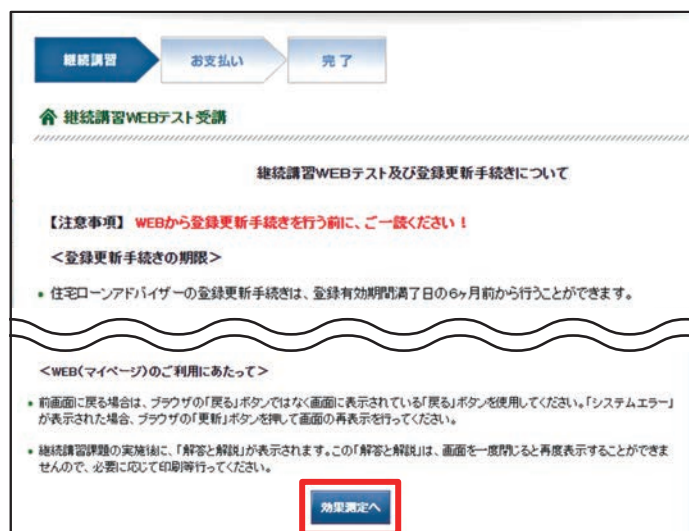 継続講習 お支払い 完了
継続講習WEBテスト受講
継続講習WEBテスト及び登録更新手続きについて
【注意事項】 WEBから登録更新手続きを行う前に、ご一読ください！
＜登録更新手続きの期限＞
• 住宅ローンアドバイザーの登録更新手続きは、登録有効期間満了日の6ヶ月前から行うことができます。
＜WEB(マイページ)のご利用にあたって＞
• 前画面に戻る場合は、ブラウザの「戻る」ボタンではなく画面に表示されている「戻る」ボタンを使用してください。「システムエラー」
が表示された場合、ブラウザの「更新」ボタンを押して画面の再表示を行ってください。
• 継続講習課題の実施後に、「解答と解説」が表示されます。この「解答と解説」は、画面を一度閉じると再度表示することができま
せんので、必要に応じて印刷等行ってください。
効果測定へ